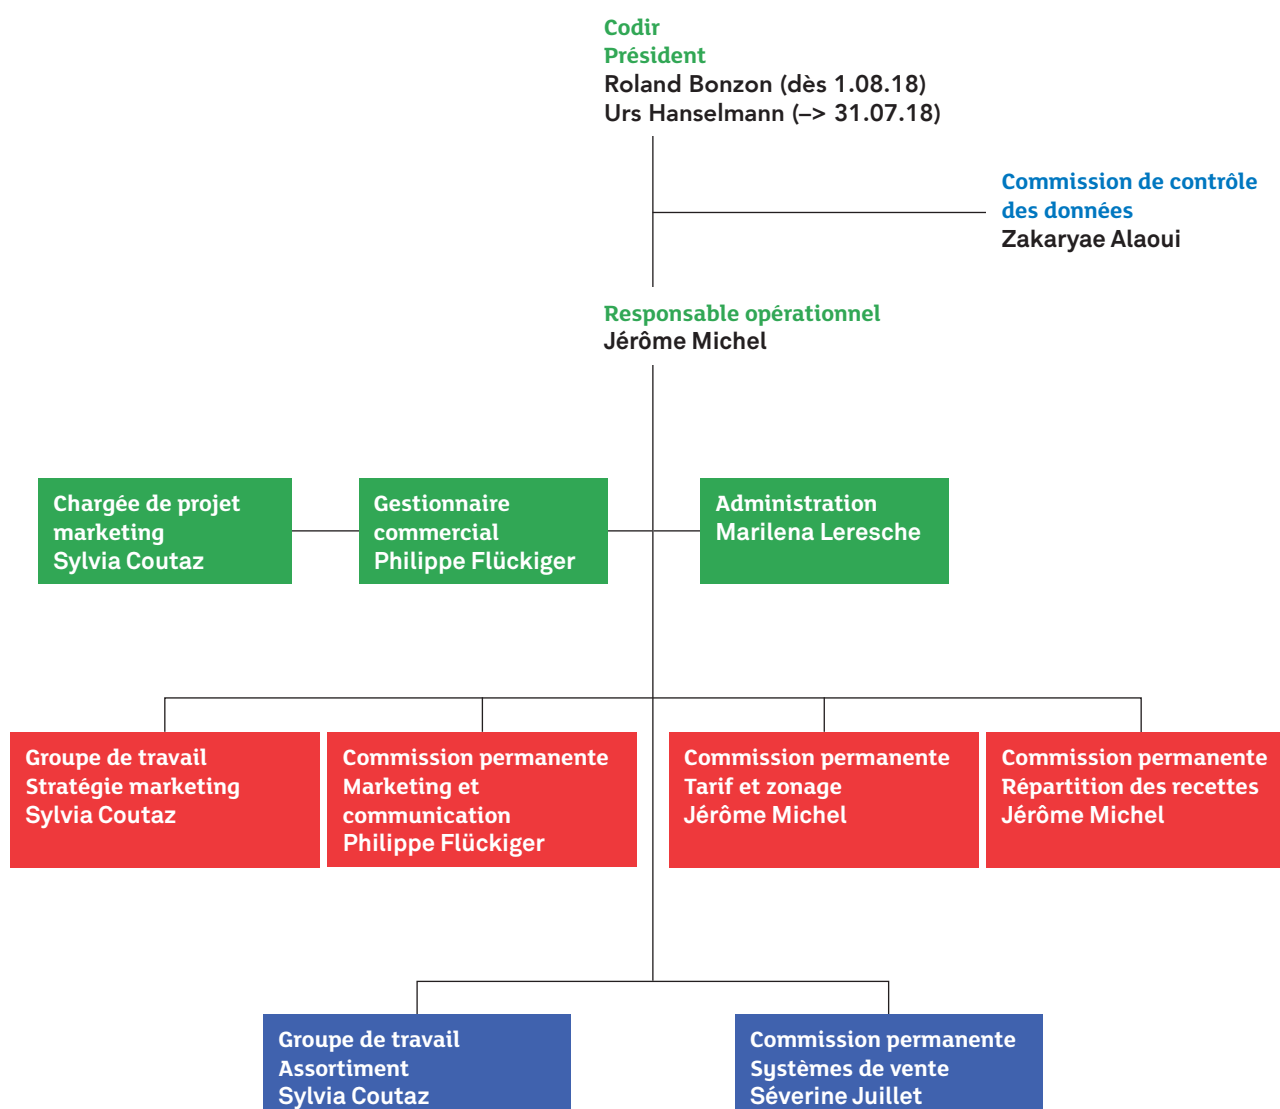 Codir
Président
Roland Bonzon (dès 1.08.18)
Urs Hanselmann (–> 31.07.18)
Commission de contrôle
des données
Zakaryae Alaoui
Responsable opérationnel
Jérôme Michel
Chargée de projet
marketing
Sylvia Coutaz
Gestionnaire
commercial
Philippe Flückiger
Administration
Marilena Leresche
Groupe de travail
Stratégie marketing
Sylvia Coutaz
Commission permanente
Marketing et
communication
Philippe Flückiger
Commission permanente
Tarif et zonage
Jérôme Michel
Commission permanente
Répartition des recettes
Jérôme Michel
Groupe de travail
Assortiment
Sylvia Coutaz
Commission permanente
Systèmes de vente
Séverine Juillet